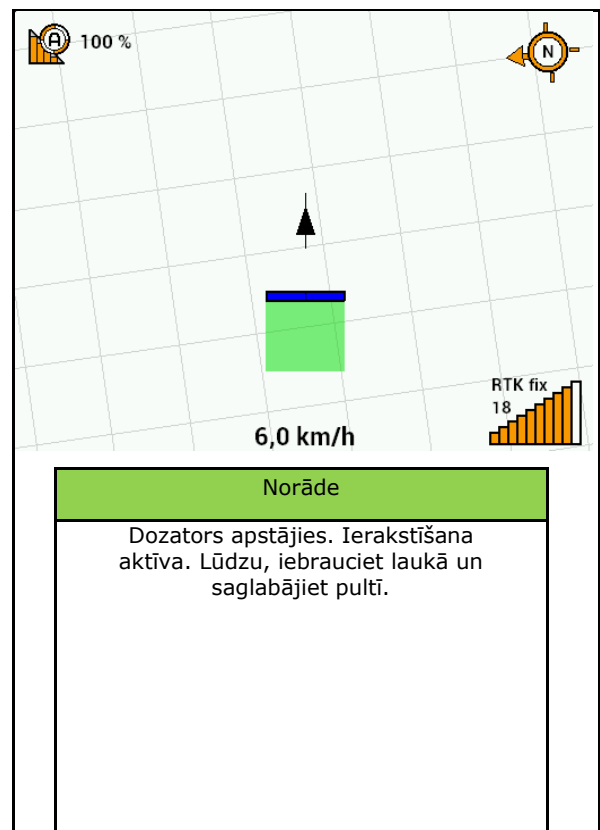 A 100 %
N
RTK fix
18
6,0 km/h
Norāde
Dozators apstājies. Ierakstīšana
aktīva. Lūdzu, iebrauciet laukā un
saglabājiet pultī.